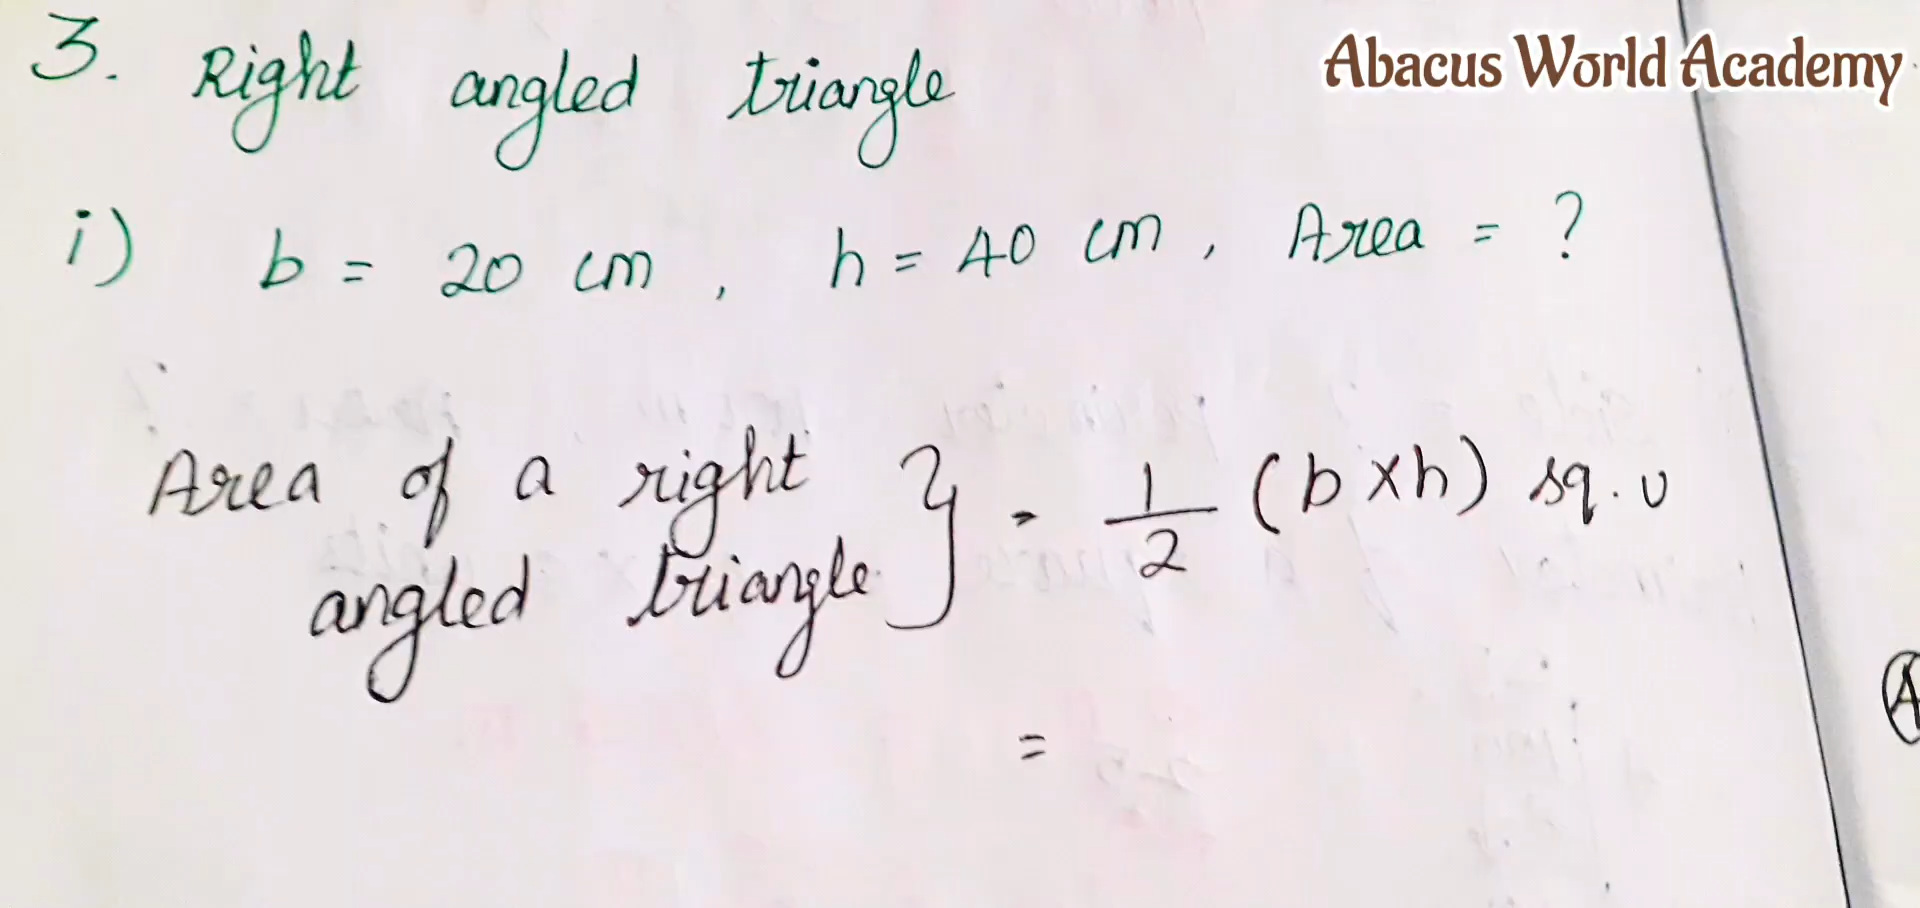 Abacus World Academy
3. Right angled triangle
i) b = 20 cm, h = 40 cm, Area = ?
Area of a right
angled triangle } = 1/2 (b × h) sq. u
=
A